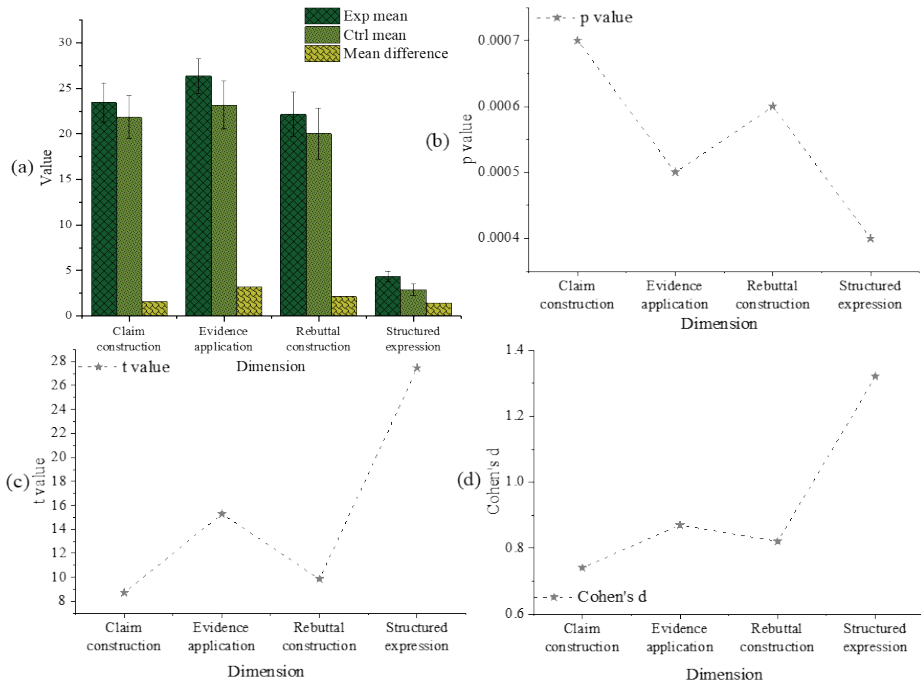 Exp mean
Ctrl mean
Mean difference
30
25
20
15
10
5
0
Value
(a)
Claim construction
Evidence application
Rebuttal construction
Structured expression
Dimension
p value
0.0007
0.0006
0.0005
0.0004
p value
(b)
Claim construction
Evidence application
Rebuttal construction
Structured expression
Dimension
t value
28
26
24
22
20
18
16
14
12
10
8
t value
(c)
Claim construction
Evidence application
Rebuttal construction
Structured expression
Dimension
1.4
1.2
1.0
0.8
0.6
Cohen's d
(d)
Cohen's d
Claim construction
Evidence application
Rebuttal construction
Structured expression
Dimension